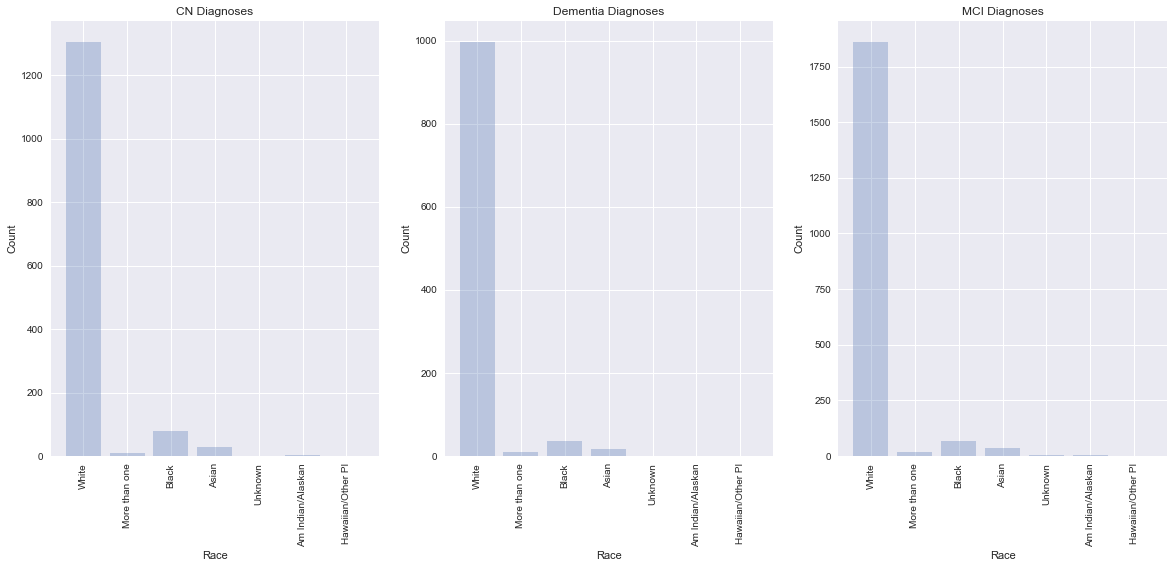 CN Diagnoses
1200
1000
800
600
400
200
0
Count
White
More than one
Black
Asian
Unknown
Am Indian/Alaskan
Hawaiian/Other PI
Race
Dementia Diagnoses
1000
800
600
400
200
0
Count
White
More than one
Black
Asian
Unknown
Am Indian/Alaskan
Hawaiian/Other PI
Race
MCI Diagnoses
1750
1500
1250
1000
750
500
250
0
Count
White
More than one
Black
Asian
Unknown
Am Indian/Alaskan
Hawaiian/Other PI
Race